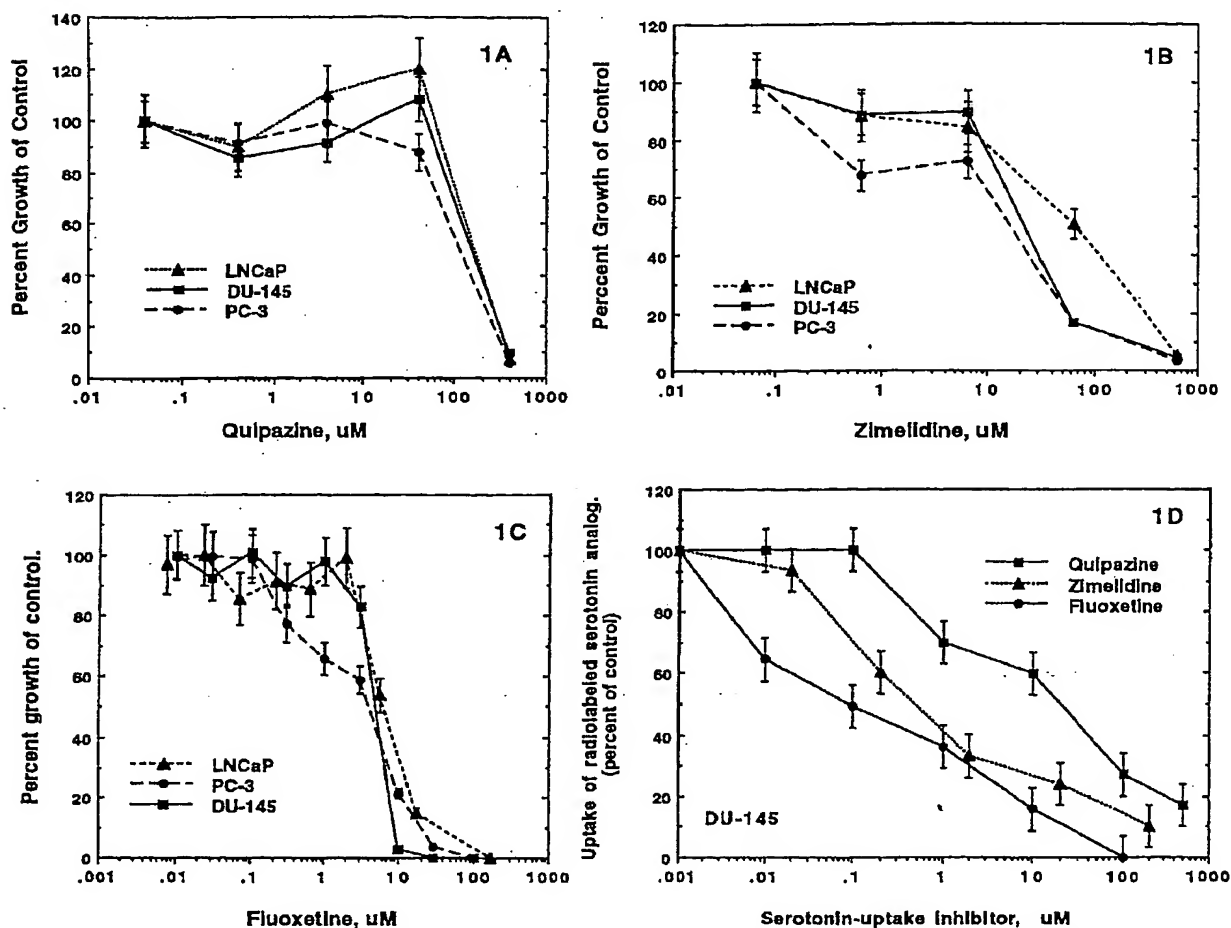 1A
Percent Growth of Control
140
120
100
80
60
40
20
0
LNCaP
DU-145
PC-3
.01 .1 1 10 100 1000
Quipazine, uM
1B
Perccent Growth of Control
120
100
80
60
40
20
0
LNCaP
DU-145
PC-3
.01 .1 1 10 100 1000
Zimelidine, uM
1C
Percent growth of control.
120
100
80
60
40
20
0
LNCaP
PC-3
DU-145
.001 .01 .1 1 10 100 1000
Fluoxetine, uM
1D
Uptake of radiolabeled serotonin analog.
(percent of control)
120
100
80
60
40
20
0
Quipazine
Zimelidine
Fluoxetine
DU-145
.001 .01 .1 1 10 100 1000
Serotonin-uptake inhibitor, uM